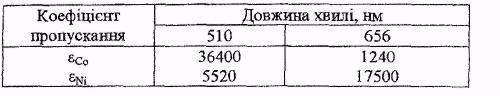 Коефіцієнт пропускання
Довжина хвилі, нм
510 656
εCo 36400 1240
εNi 5520 17500